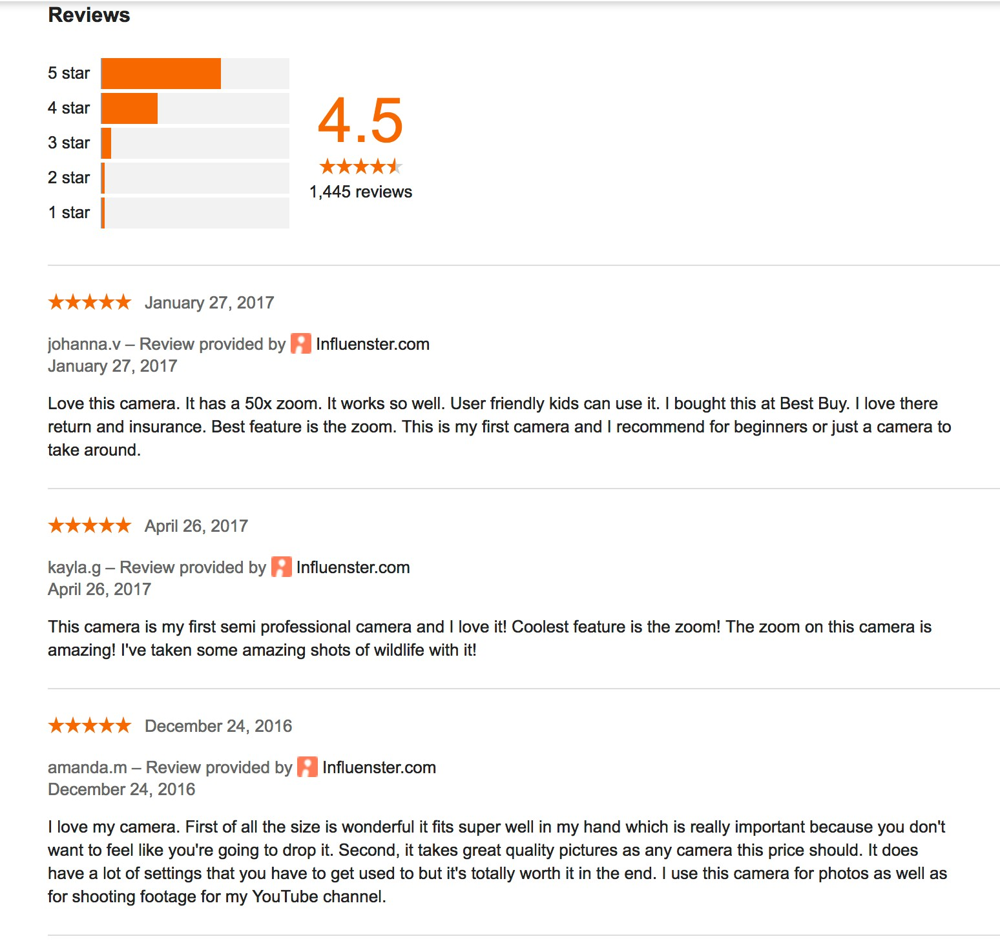 Reviews
5 star
4 star
3 star
2 star
1 star
4.5
1,445 reviews
January 27, 2017
johanna.v – Review provided by Influenster.com
January 27, 2017
Love this camera. It has a 50x zoom. It works so well. User friendly kids can use it. I bought this at Best Buy. I love there
return and insurance. Best feature is the zoom. This is my first camera and I recommend for beginners or just a camera to
take around.
April 26, 2017
kayla.g – Review provided by Influenster.com
April 26, 2017
This camera is my first semi professional camera and I love it! Coolest feature is the zoom! The zoom on this camera is
amazing! I've taken some amazing shots of wildlife with it!
December 24, 2016
amanda.m – Review provided by Influenster.com
December 24, 2016
I love my camera. First of all the size is wonderful it fits super well in my hand which is really important because you don't
want to feel like you're going to drop it. Second, it takes great quality pictures as any camera this price should. It does
have a lot of settings that you have to get used to but it's totally worth it in the end. I use this camera for photos as well as
for shooting footage for my YouTube channel.